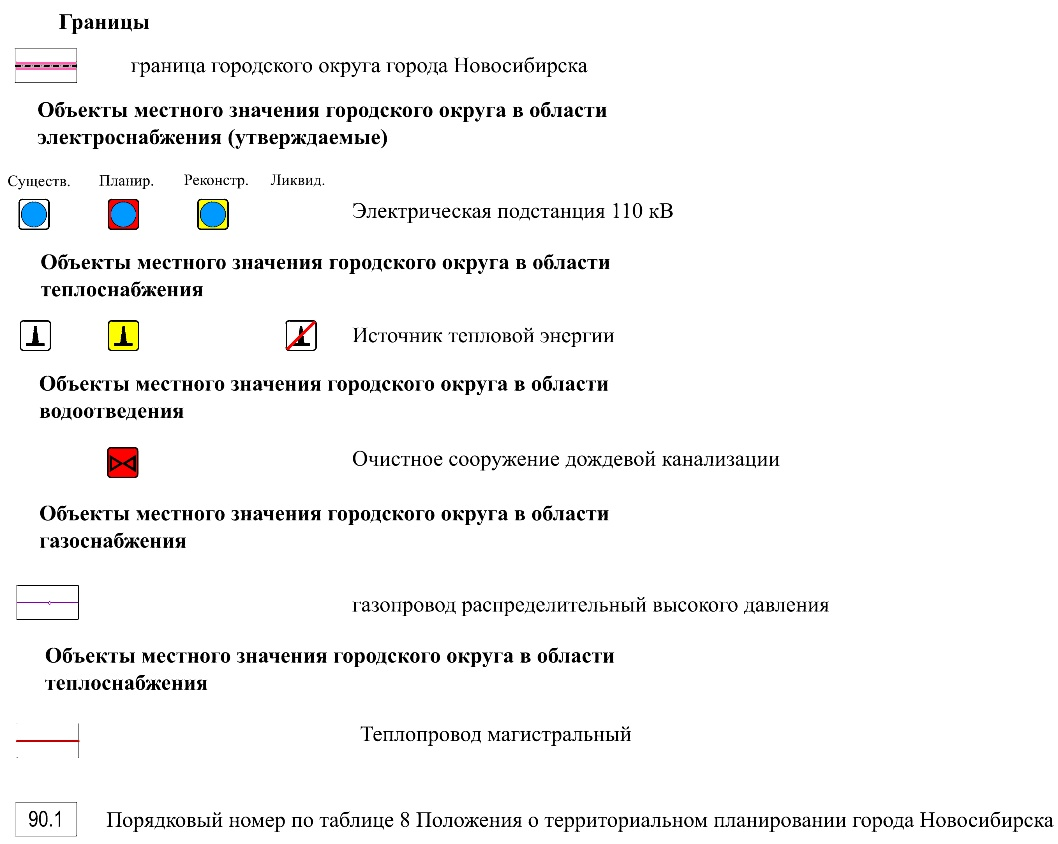 Границы
граница городского округа города Новосибирска
Объекты местного значения городского округа в области
электроснабжения (утверждаемые)
Существ. Планир. Реконстр. Ликвид.
Электрическая подстанция 110 кВ
Объекты местного значения городского округа в области
теплоснабжения
Источник тепловой энергии
Объекты местного значения городского округа в области
водоотведения
Очистное сооружение дождевой канализации
Объекты местного значения городского округа в области
газоснабжения
газопровод распределительный высокого давления
Объекты местного значения городского округа в области
теплоснабжения
Теплопровод магистральный
90.1 Порядковый номер по таблице 8 Положения о территориальном планировании города Новосибирска